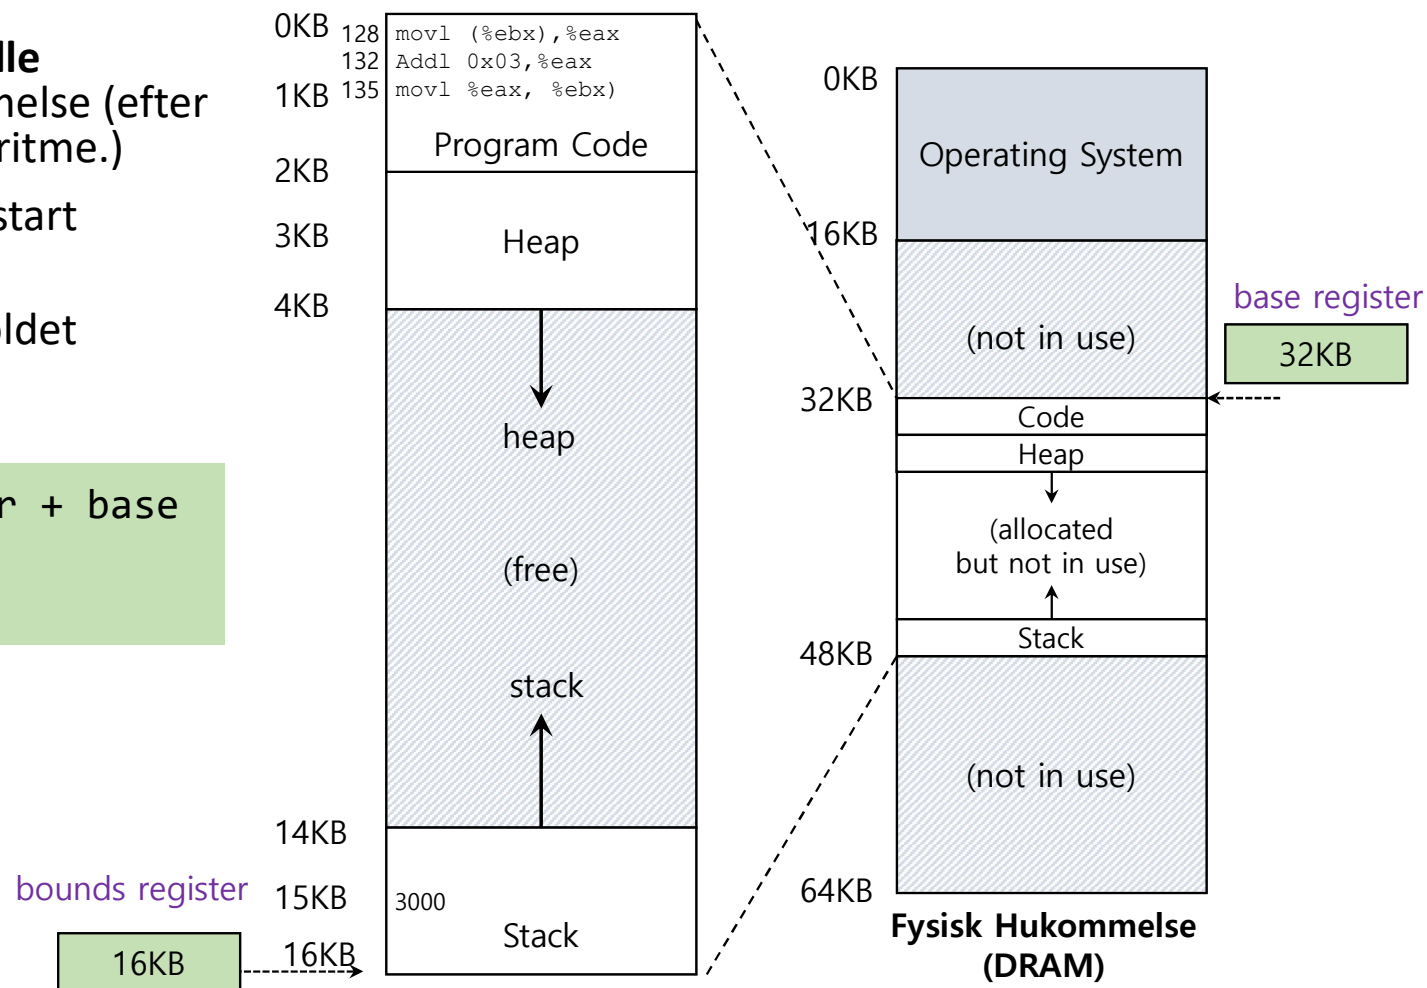 lle
nelse (efter
ritme.)
start
ldet
r + base
bounds register
16KB
0KB
1KB
2KB
3KB
4KB
14KB
15KB
16KB
128 movl (%ebx),%eax
132 Addl 0x03,%eax
135 movl %eax, %ebx)
Program Code
Heap
heap
(free)
stack
3000
Stack
0KB
16KB
32KB
48KB
64KB
Operating System
(not in use)
Code
Heap
(allocated
but not in use)
Stack
(not in use)
Fysisk Hukommelse
(DRAM)
base register
32KB